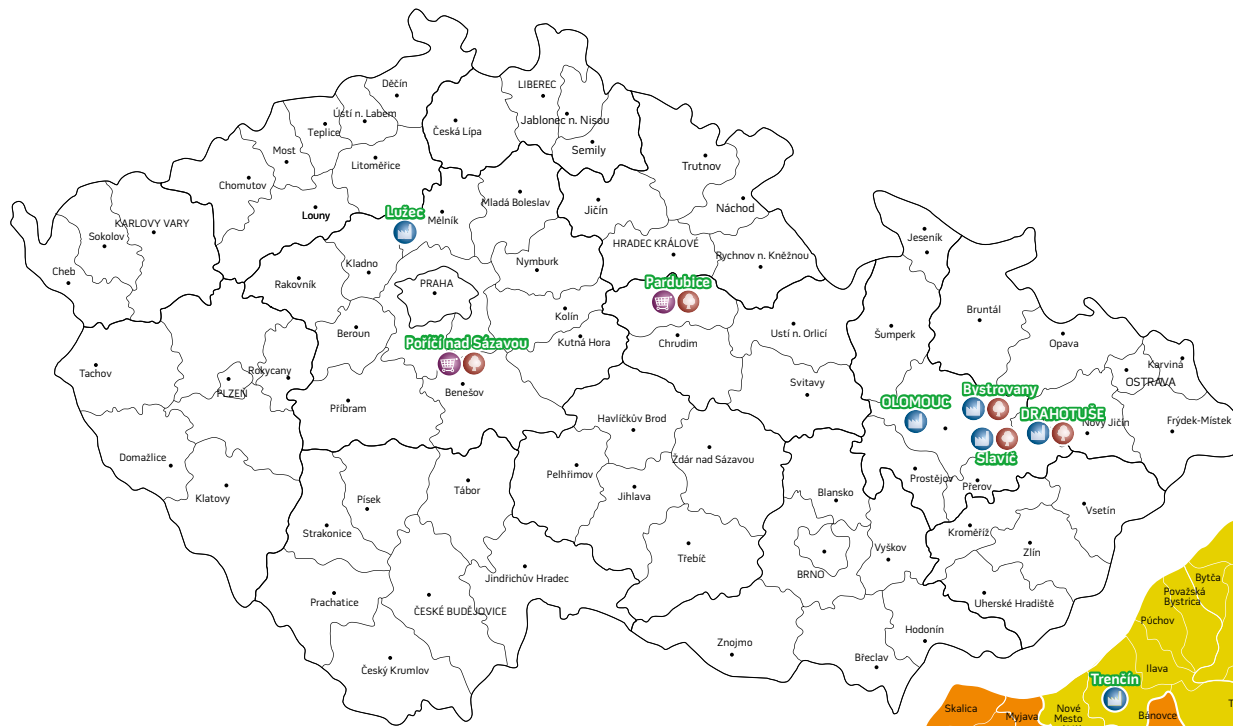 Děčín
LIBEREC
Ústí n. Labem
Teplice
Jablonec n. Nisou
Česká Lípa
Most
Semily
Litoměřice
Trutnov
Chomutov
Mladá Boleslav
Jičín
Náchod
Louny
Lužec
Mělník
KARLOVY VARY
Sokolov
Jeseník
HRADEC KRÁLOVÉ
Rychnov n. Kněžnou
Cheb
Kladno
Nymburk
Rakovník
PRAHA
Pardubice
Bruntál
Kolín
Beroun
Ustí n. Orlicí
Šumperk
Opava
Poříčí nad Sázavou
Kutná Hora
Chrudim
Karviná
Tachov
Rokycany
OSTRAVA
PLZEŇ
Benešov
Svitavy
Bystrovany
OLOMOUC
DRAHOTUŠE
Příbram
Havlíčkův Brod
Nový Jičín
Frýdek-Místek
Slavíč
Domažlice
Ždár nad Sázavou
Klatovy
Pelhřimov
Prostějov
Přerov
Písek
Tábor
Jihlava
Blansko
Vsetín
Strakonice
Kroměříž
Třebíč
Vyškov
Zlín
BRNO
Jindřichův Hradec
Bytča
Prachatice
ČESKÉ BUDĚJOVICE
Uherské Hradiště
Považská
Bystrica
Púchov
Hodonín
Znojmo
Český Krumlov
Břeclav
Ilava
Trenčín
Skalica
Myjava
Nové
Mesto
Bánovce
T